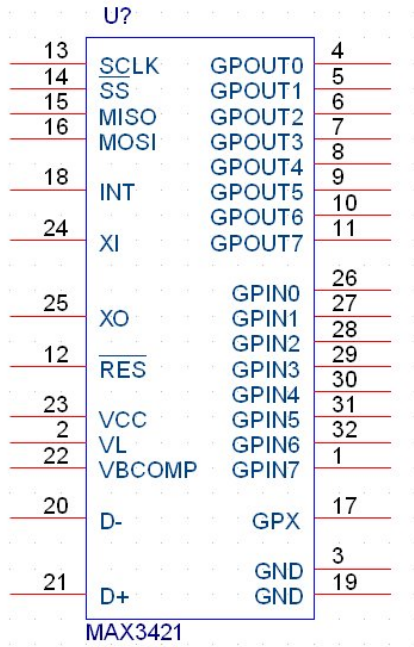 U?
13 SCLK GPOUT0 4
14 SS GPOUT1 5
15 MISO GPOUT2 6
16 MOSI GPOUT3 7
GPOUT4 8
18 INT GPOUT5 9
GPOUT6 10
24 XI GPOUT7 11
GPIN0 26
25 XO GPIN1 27
GPIN2 28
12 RES GPIN3 29
GPIN4 30
23 VCC GPIN5 31
2 VL GPIN6 32
22 VBCOMP GPIN7 1
20 D- GPX 17
GND 3
21 D+ GND 19
MAX3421